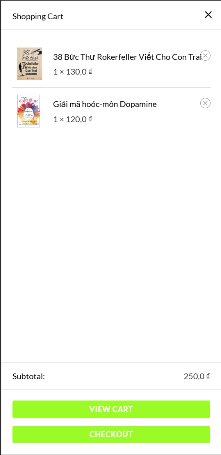 Shopping Cart
38 Bức Thư Rokerfeller Viết Cho Con Trai
1 × 130,0 ₫
Giải mã hoóc-môn Dopamine
1 × 120,0 ₫
Subtotal: 250,0 ₫
VIEW CART
CHECKOUT